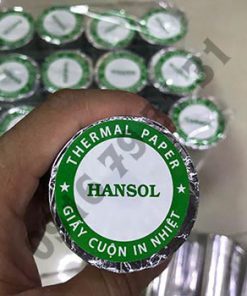 THERMAL PAPER
HANSOL
GIẤY CUỘN IN NHIỆT